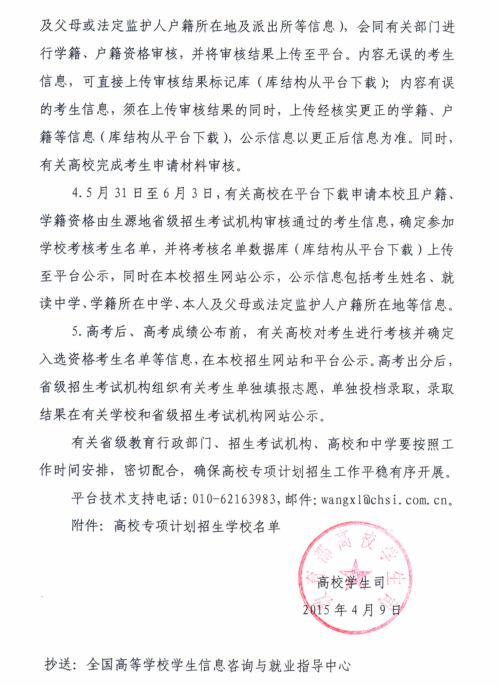 及父母或法定监护人户籍所在地及派出所等信息），会同有关部门进
行学籍、户籍资格审核，并将审核结果上传至平台。内容无误的考生
信息，可直接上传审核结果标记库（库结构从平台下载）；内容有误
的考生信息，须在上传审核结果的同时，上传经核实更正的学籍、户
籍等信息（库结构从平台下载），公示信息以更正后信息为准。同时，
有关高校完成考生申请材料审核。
4.5月31日至6月3日，有关高校在平台下载申请本校且户籍、
学籍资格由生源地省级招生考试机构审核通过的考生信息，确定参加
学校考核考生名单，并将考核名单数据库（库结构从平台下载）上传
至平台公示，同时在本校招生网站公示，公示信息包括考生姓名、就
读中学、学籍所在中学、本人及父母或法定监护人户籍所在地等信息。
5.高考后、高考成绩公布前，有关高校对考生进行考核并确定
入选资格考生名单等信息，在本校招生网站和平台公示。高考出分后，
省级招生考试机构组织有关考生单独填报志愿，单独投档录取，录取
结果在有关学校和省级招生考试机构网站公示。
有关省级教育行政部门、招生考试机构、高校和中学要按照工
作时间安排，密切配合，确保高校专项计划招生工作平稳有序开展。
平台技术支持电话：010-62163983，邮件：wangxl@chsi.com.cn。
附件：高校专项计划招生学校名单
教育部高校学生司
高校学生司
2015年4月9日
抄送：全国高等学校学生信息咨询与就业指导中心